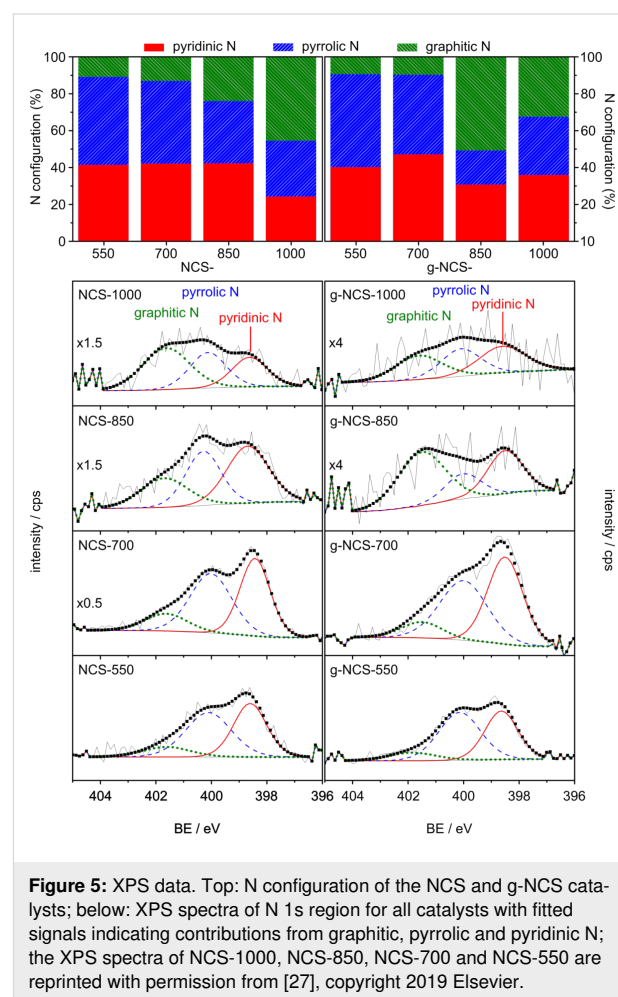 pyridinic N pyrrolic N graphitic N
N configuration (%)
100
80
60
40
20
0
550 700 850 1000
NCS-
550 700 850 1000
g-NCS-
100
80
60
40
20
10
N configuration (%)
NCS-1000
pyrrolic N
graphitic N
pyridinic N
x1.5
g-NCS-1000
pyrrolic N
graphitic N
pyridinic N
x4
NCS-850
x1.5
g-NCS-850
x4
NCS-700
x0.5
g-NCS-700
NCS-550
g-NCS-550
intensity / cps
intensity / cps
404 402 400 398 396
404 402 400 398 396
BE / eV
BE / eV
Figure 5: XPS data. Top: N configuration of the NCS and g-NCS cata-
lysts; below: XPS spectra of N 1s region for all catalysts with fitted
signals indicating contributions from graphitic, pyrrolic and pyridinic N;
the XPS spectra of NCS-1000, NCS-850, NCS-700 and NCS-550 are
reprinted with permission from [27], copyright 2019 Elsevier.